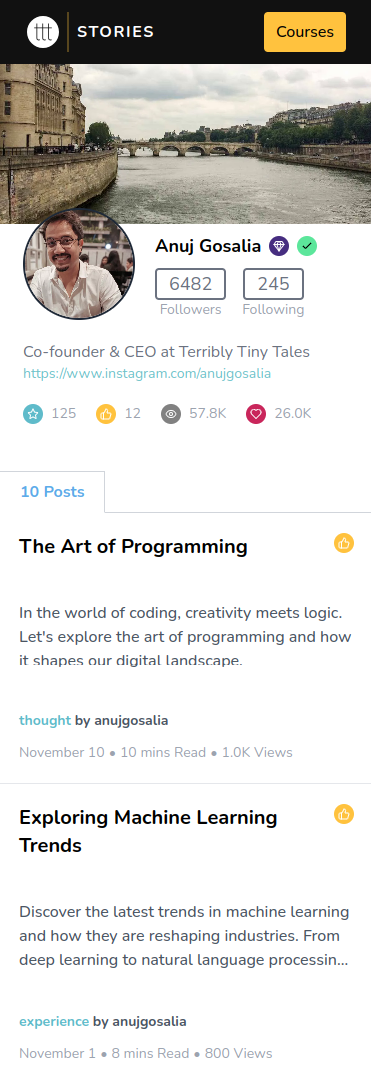 ttt STORIES Courses
Anuj Gosalia
6482 245
Followers Following
Co-founder & CEO at Terribly Tiny Tales
https://www.instagram.com/anujgosalia
125 12 57.8K 26.0K
10 Posts
The Art of Programming
In the world of coding, creativity meets logic.
Let's explore the art of programming and how
it shapes our digital landscape.
thought by anujgosalia
November 10 • 10 mins Read • 1.0K Views
Exploring Machine Learning
Trends
Discover the latest trends in machine learning
and how they are reshaping industries. From
deep learning to natural language processin...
experience by anujgosalia
November 1 • 8 mins Read • 800 Views